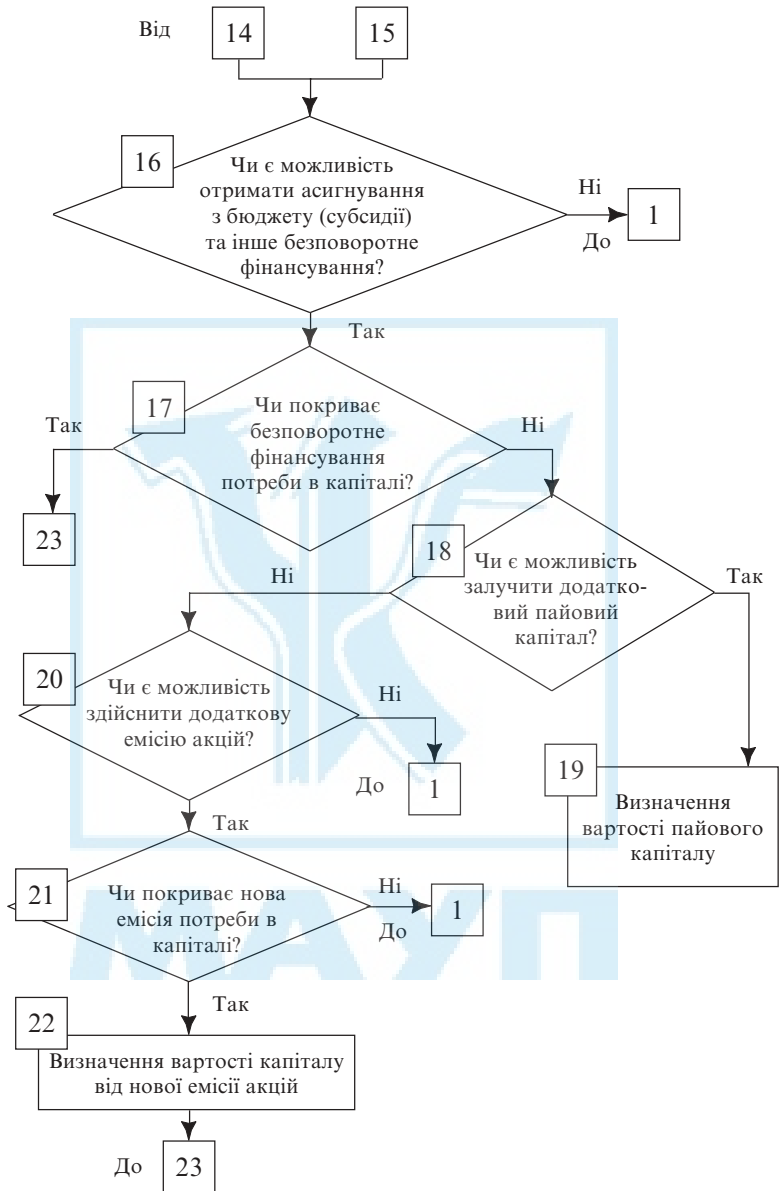 Від
14
15
16
Чи є можливість
отримати асигнування
з бюджету (субсидії)
та інше безповоротне
фінансування?
Ні
До
1
Так
17
Чи покриває
безповоротне
фінансування
потреби в капіталі?
Так
23
Ні
18
Чи є можливість
залучити додатко-
вий пайовий
капітал?
Ні
Так
19
Визначення
вартості пайового
капіталу
20
Чи є можливість
здійснити додаткову
емісію акцій?
Ні
До
1
Так
21
Чи покриває нова
емісія потреби в
капіталі?
Ні
До
1
Так
22
Визначення вартості капіталу
від нової емісії акцій
До
23
МАУП